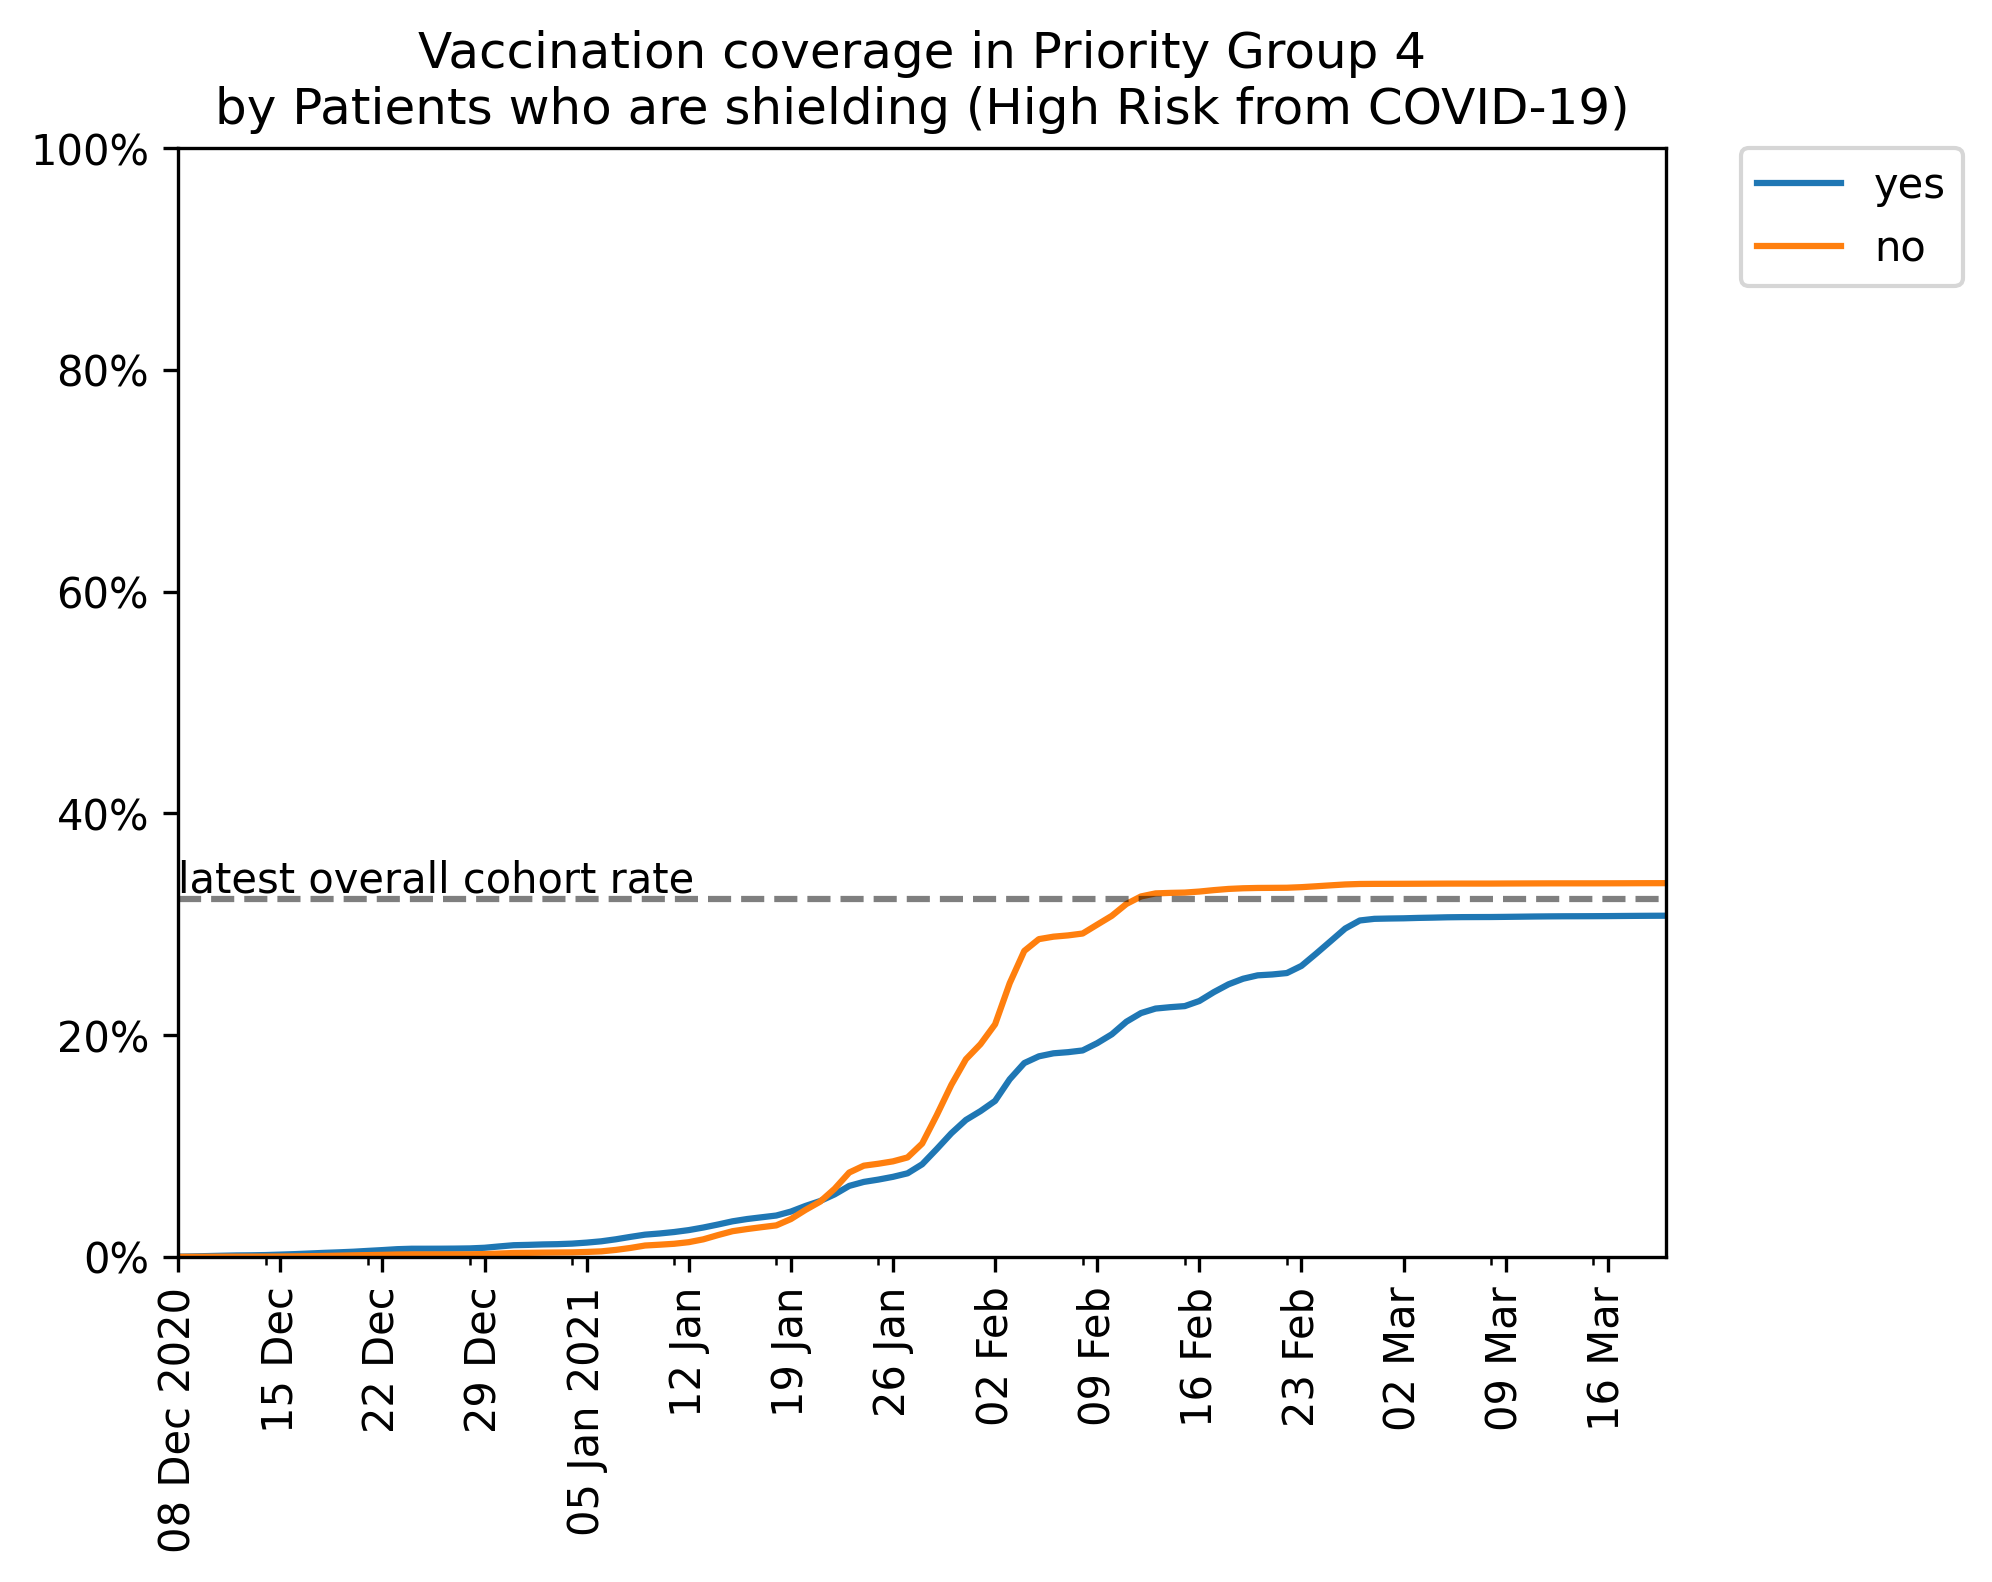 Vaccination coverage in Priority Group 4
by Patients who are shielding (High Risk from COVID-19)
100%
80%
60%
40%
20%
0%
latest overall cohort rate
yes
no
08 Dec 2020
15 Dec
22 Dec
29 Dec
05 Jan 2021
12 Jan
19 Jan
26 Jan
02 Feb
09 Feb
16 Feb
23 Feb
02 Mar
09 Mar
16 Mar